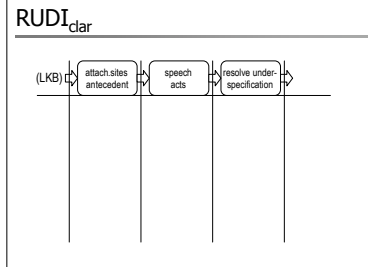 RUDIclar
(LKB)
attach.sites
antecedent
speech
acts
resolve under-
specification